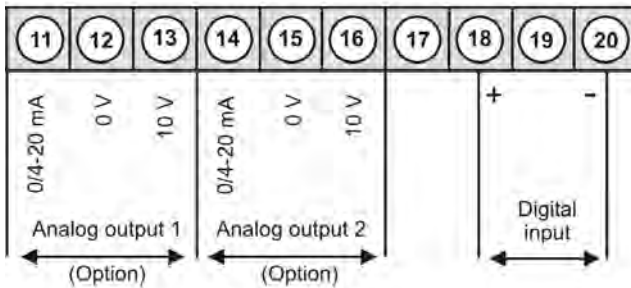 11 12 13 14 15 16 17 18 19 20
0/4-20 mA 0 V 10 V 0/4-20 mA 0 V 10 V + -
Analog output 1 Analog output 2 Digital
input
(Option) (Option)